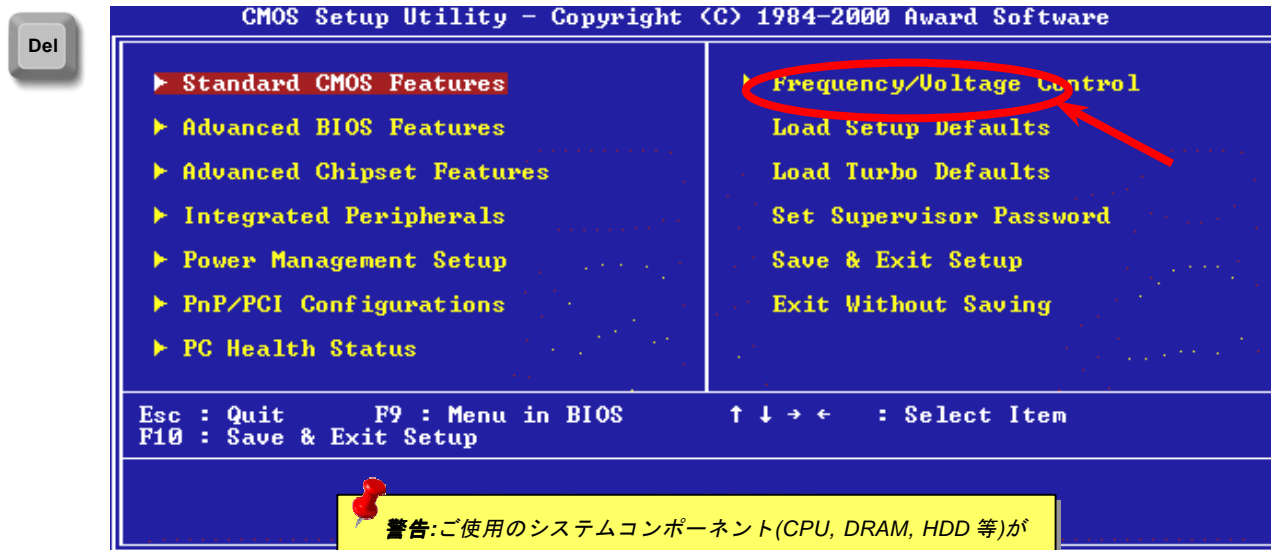 CMOS Setup Utility – Copyright (C) 1984–2000 Award Software
Del
Standard CMOS Features
Advanced BIOS Features
Advanced Chipset Features
Integrated Peripherals
Power Management Setup
PnP/PCI Configurations
PC Health Status
Frequency/Voltage Control
Load Setup Defaults
Load Turbo Defaults
Set Supervisor Password
Save & Exit Setup
Exit Without Saving
Esc : Quit F9 : Menu in BIOS ↑ ↓ → ← : Select Item
F10 : Save & Exit Setup
警告:ご使用のシステムコンポーネント(CPU, DRAM, HDD 等)が